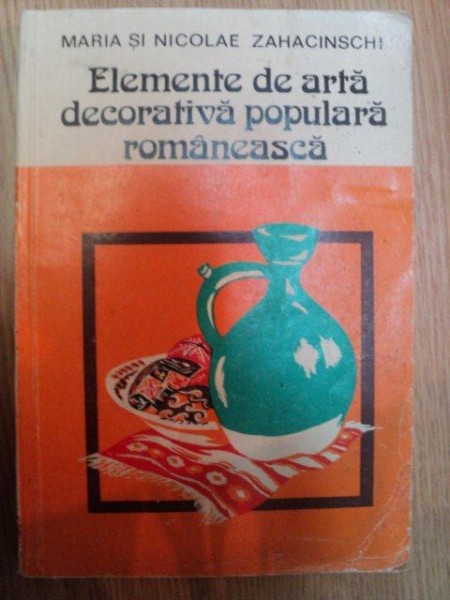 MARIA ȘI NICOLAE ZAHACINSCHI
Elemente de artă
decorativă populară
românească